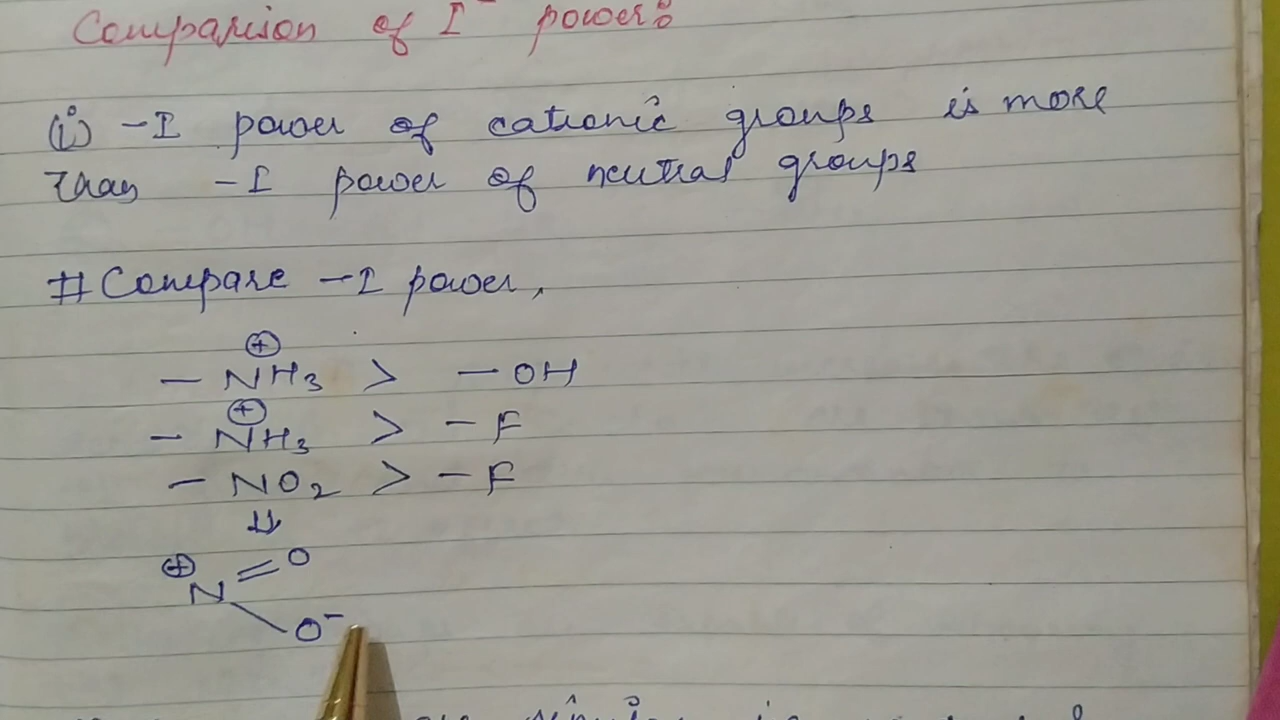 Comparison of I⁻ power:
(i) -I power of cationic groups is more
than -I power of neutral groups
# Compare -I power,
⊕
- NH₃ > - OH
⊕
- NH₃ > - F
- NO₂ > - F
⇓
⊕ N = O
O⁻